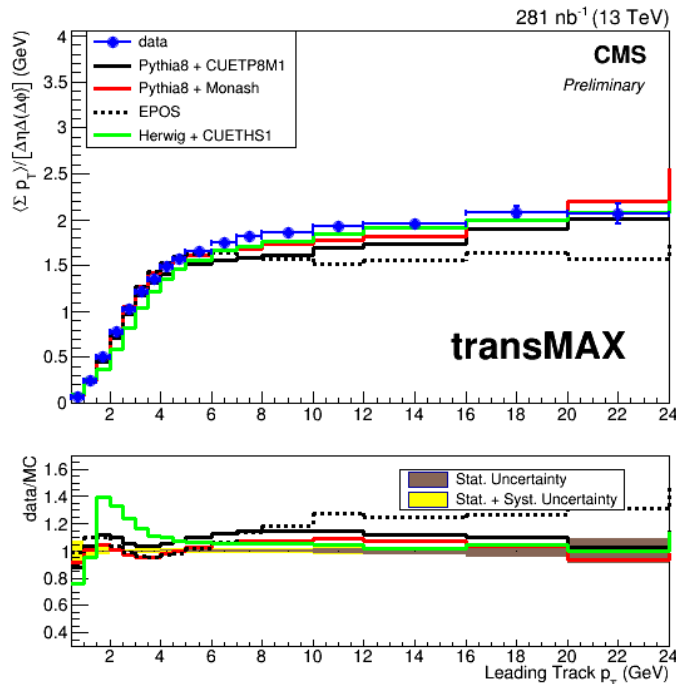 281 nb⁻¹ (13 TeV)
⟨Σ p_T⟩/[ΔηΔ(Δϕ)] (GeV)
4
3.5
3
2.5
2
1.5
1
0.5
0
data
Pythia8 + CUETP8M1
Pythia8 + Monash
EPOS
Herwig + CUETHS1
CMS
Preliminary
transMAX
2 4 6 8 10 12 14 16 18 20 22 24
data/MC
1.6
1.4
1.2
1
0.8
0.6
0.4
Stat. Uncertainty
Stat. + Syst. Uncertainty
2 4 6 8 10 12 14 16 18 20 22 24
Leading Track p_T (GeV)